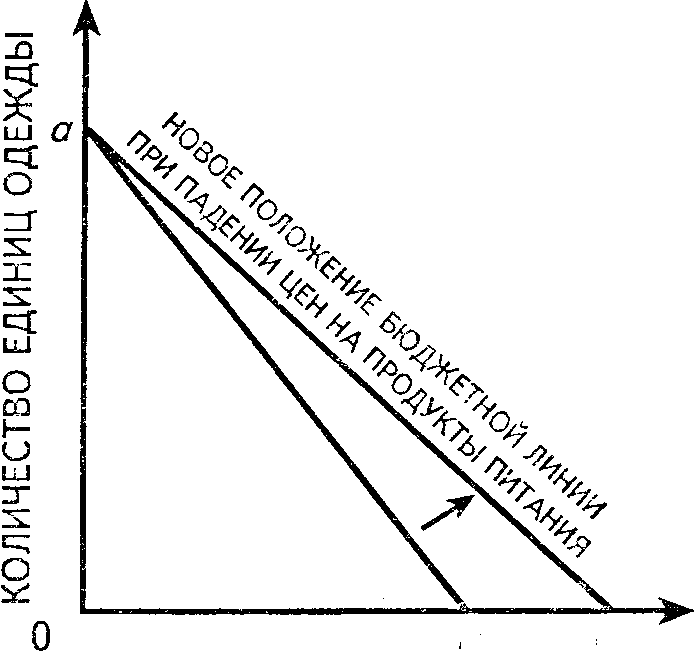 КОЛИЧЕСТВО ЕДИНИЦ ОДЕЖДЫ
a
НОВОЕ ПОЛОЖЕНИЕ БЮДЖЕТНОЙ ЛИНИИ
ПРИ ПАДЕНИИ ЦЕН НА ПРОДУКТЫ ПИТАНИЯ
0